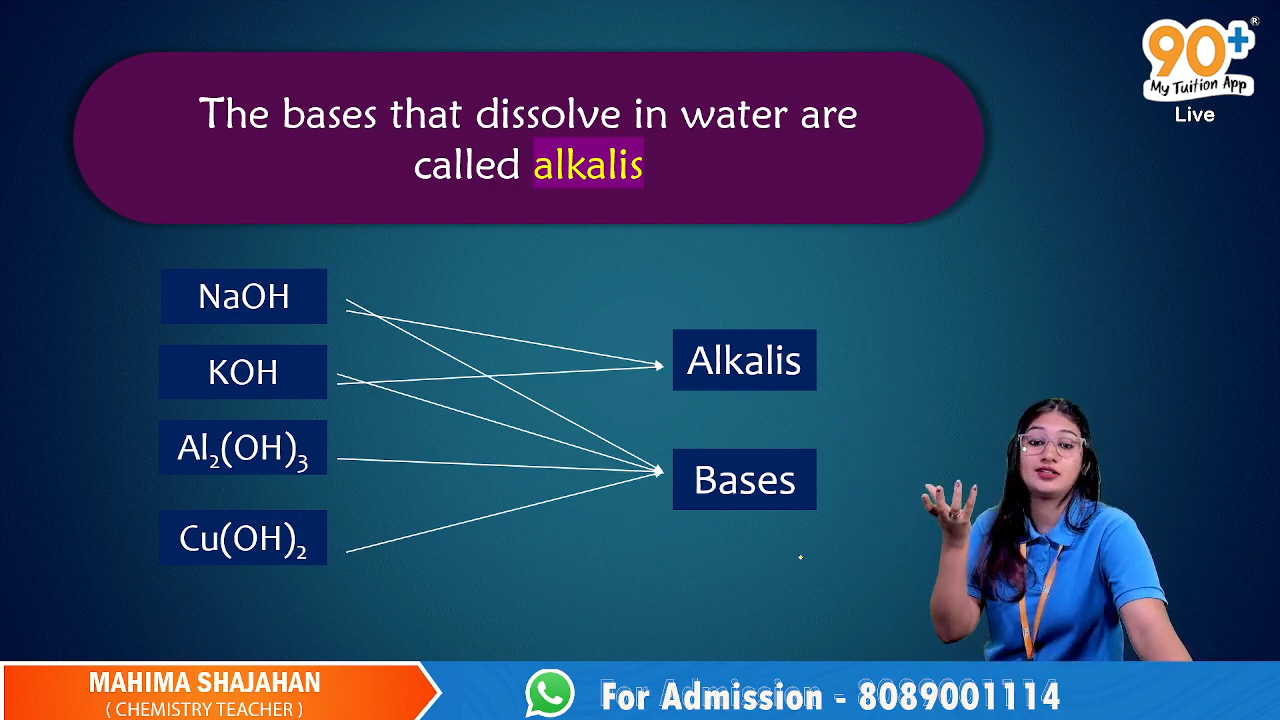 90+®
My Tuition App
Live
The bases that dissolve in water are
called alkalis
NaOH
KOH
Al₂(OH)₃
Cu(OH)₂
Alkalis
Bases
MAHIMA SHAJAHAN
( CHEMISTRY TEACHER )
For Admission - 8089001114